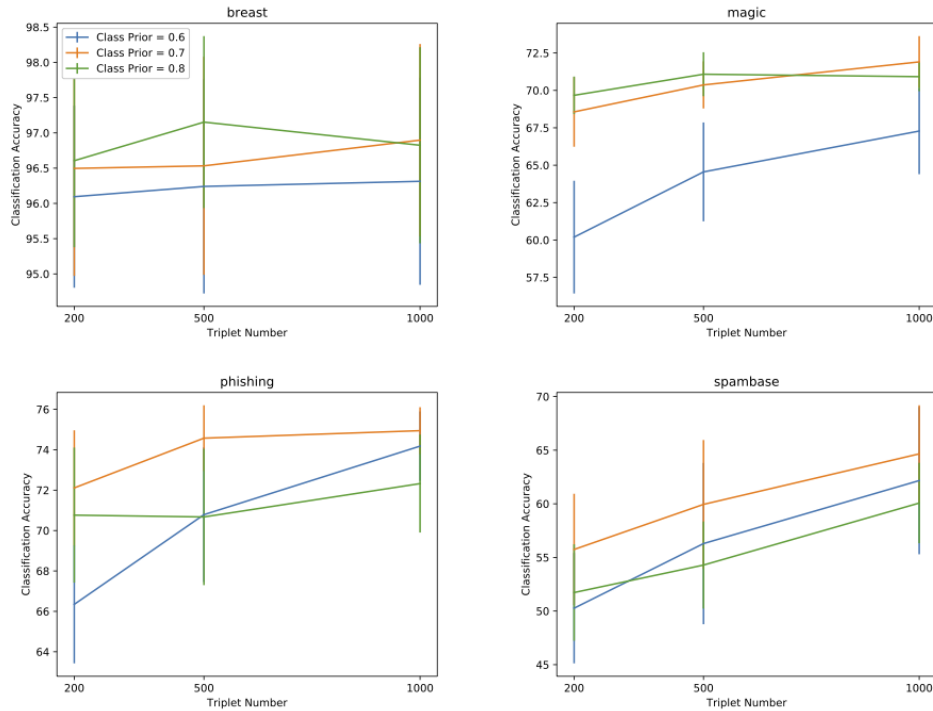 breast
98.5
98.0
97.5
97.0
96.5
96.0
95.5
95.0
Classification Accuracy
Class Prior = 0.6
Class Prior = 0.7
Class Prior = 0.8
200
500
1000
Triplet Number
magic
72.5
70.0
67.5
65.0
62.5
60.0
57.5
Classification Accuracy
200
500
1000
Triplet Number
phishing
76
74
72
70
68
66
64
Classification Accuracy
200
500
1000
Triplet Number
spambase
70
65
60
55
50
45
Classification Accuracy
200
500
1000
Triplet Number